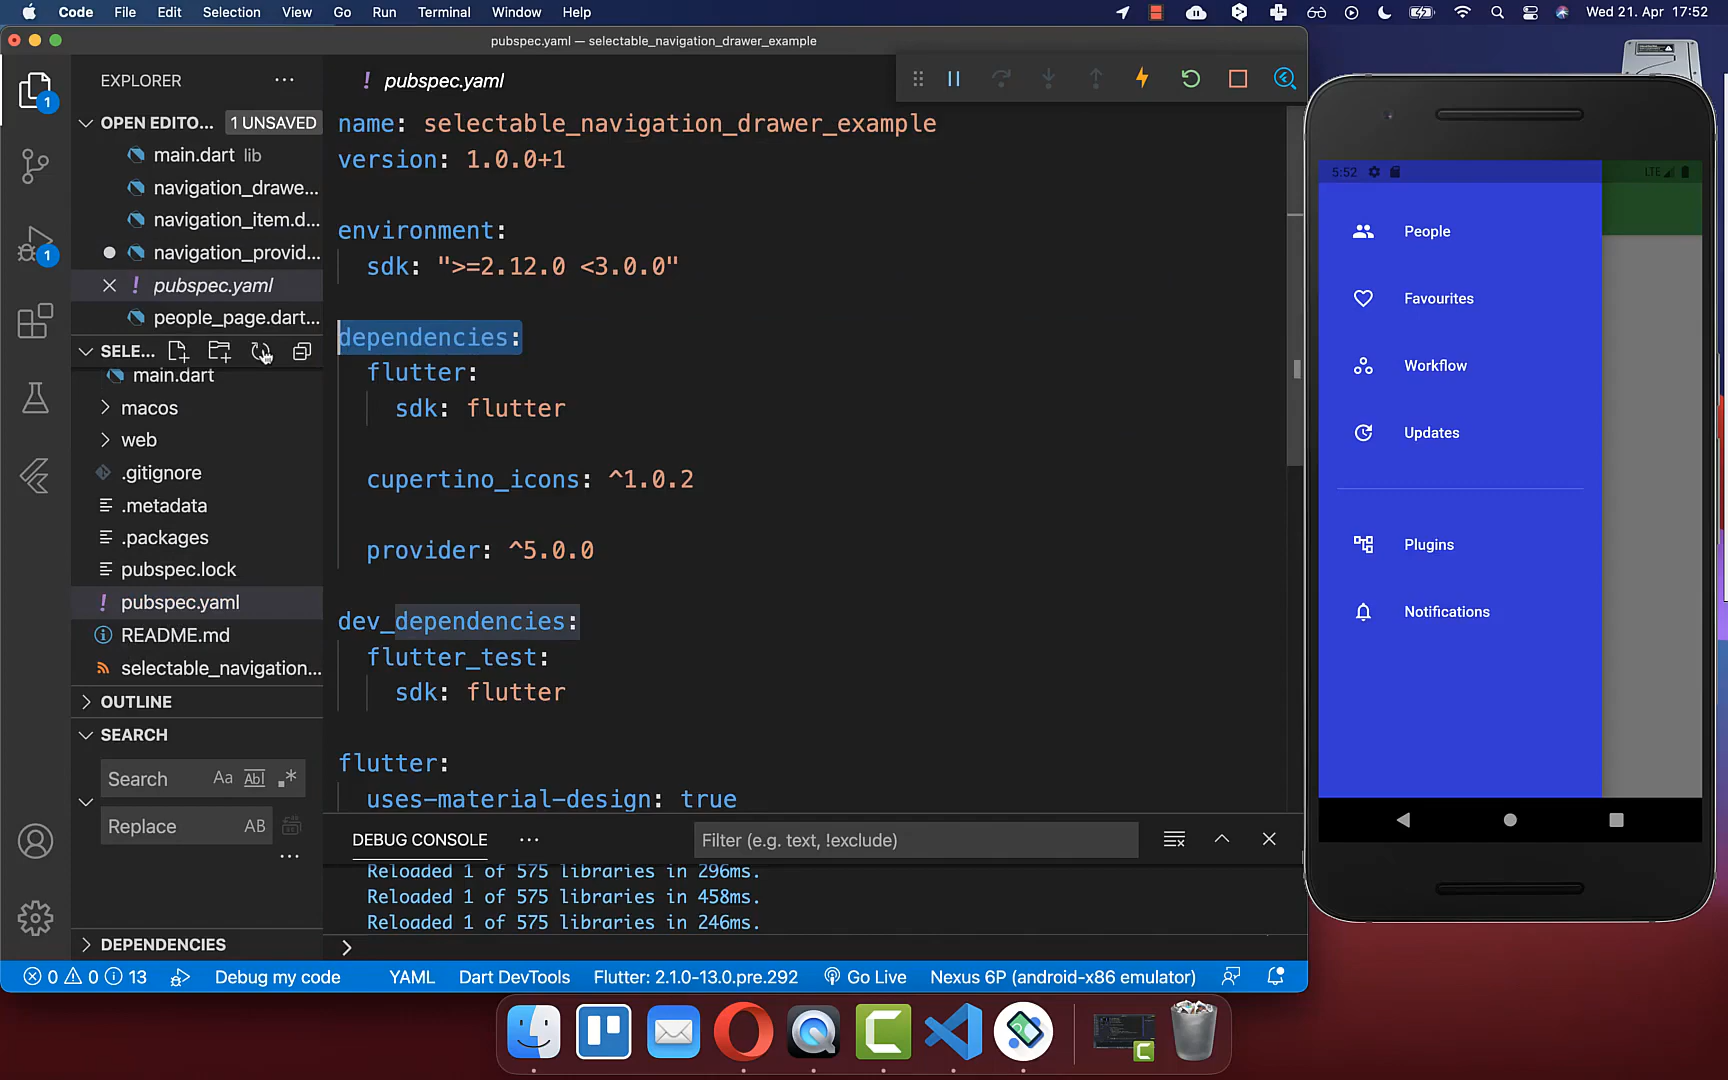 Code File Edit Selection View Go Run Terminal Window Help Wed 21. Apr 17:52
pubspec.yaml — selectable_navigation_drawer_example
EXPLORER
! pubspec.yaml
1
OPEN EDITO... 1 UNSAVED
main.dart lib
navigation_drawe...
navigation_item.d...
1
navigation_provid...
! pubspec.yaml
people_page.dart...
SELE...
main.dart
macos
web
.gitignore
.metadata
.packages
pubspec.lock
! pubspec.yaml
README.md
selectable_navigation...
OUTLINE
SEARCH
Search Aa Abl .*
Replace AB
DEPENDENCIES
name: selectable_navigation_drawer_example
version: 1.0.0+1
environment:
sdk: ">=2.12.0 <3.0.0"
dependencies:
flutter:
sdk: flutter
cupertino_icons: ^1.0.2
provider: ^5.0.0
dev_dependencies:
flutter_test:
sdk: flutter
flutter:
uses-material-design: true
DEBUG CONSOLE Filter (e.g. text, !exclude)
Reloaded 1 of 575 libraries in 296ms.
Reloaded 1 of 575 libraries in 458ms.
Reloaded 1 of 575 libraries in 246ms.
0 0 13 Debug my code YAML Dart DevTools Flutter: 2.1.0-13.0.pre.292 Go Live Nexus 6P (android-x86 emulator)
5:52 LTE
People
Favourites
Workflow
Updates
Plugins
Notifications